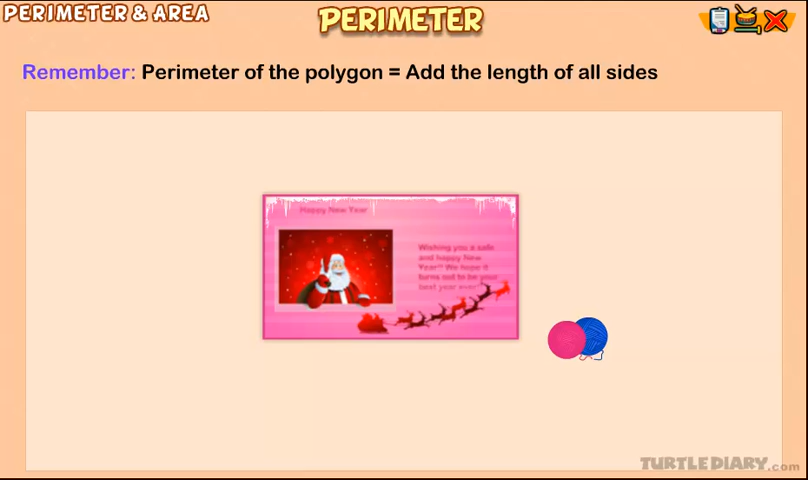 PERIMETER & AREA
PERIMETER
Remember: Perimeter of the polygon = Add the length of all sides
Happy New Year
Wishing you a safe
and happy New
Year!! We hope it
turns out to be your
best year ever
TURTLEDIARY.com